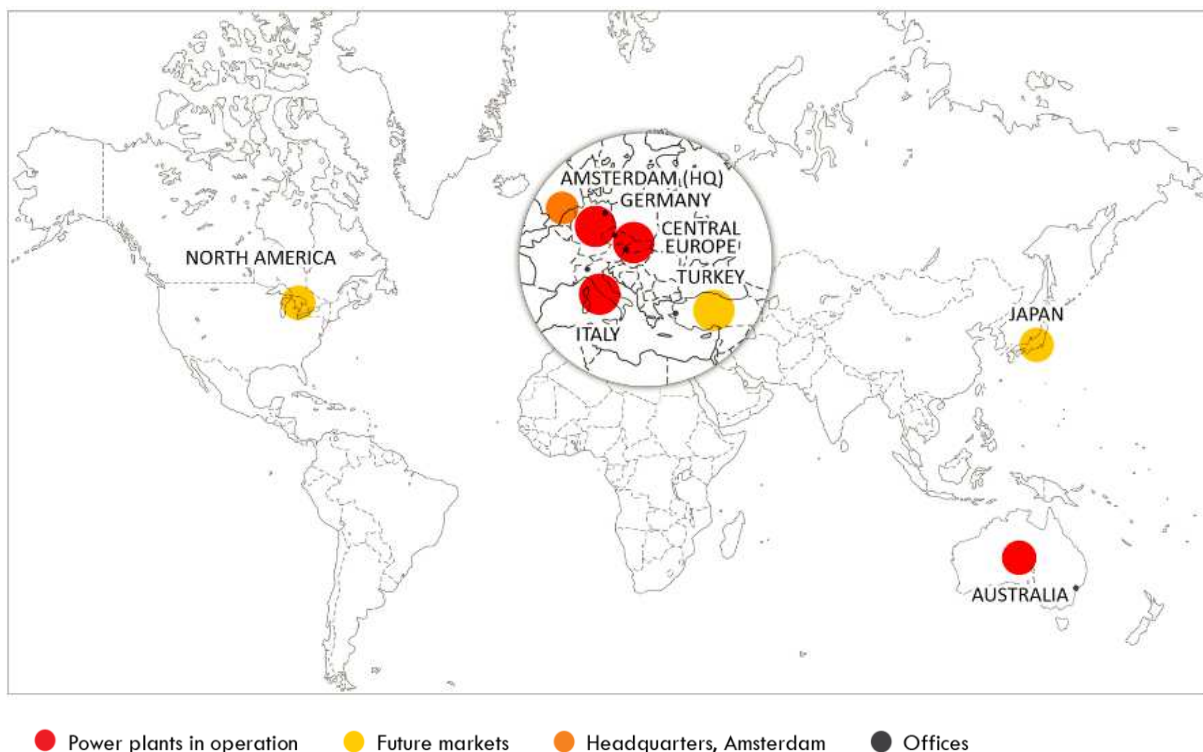 AMSTERDAM (HQ)
GERMANY
CENTRAL
EUROPE
NORTH AMERICA
TURKEY
JAPAN
ITALY
AUSTRALIA
Power plants in operation
Future markets
Headquarters, Amsterdam
Offices